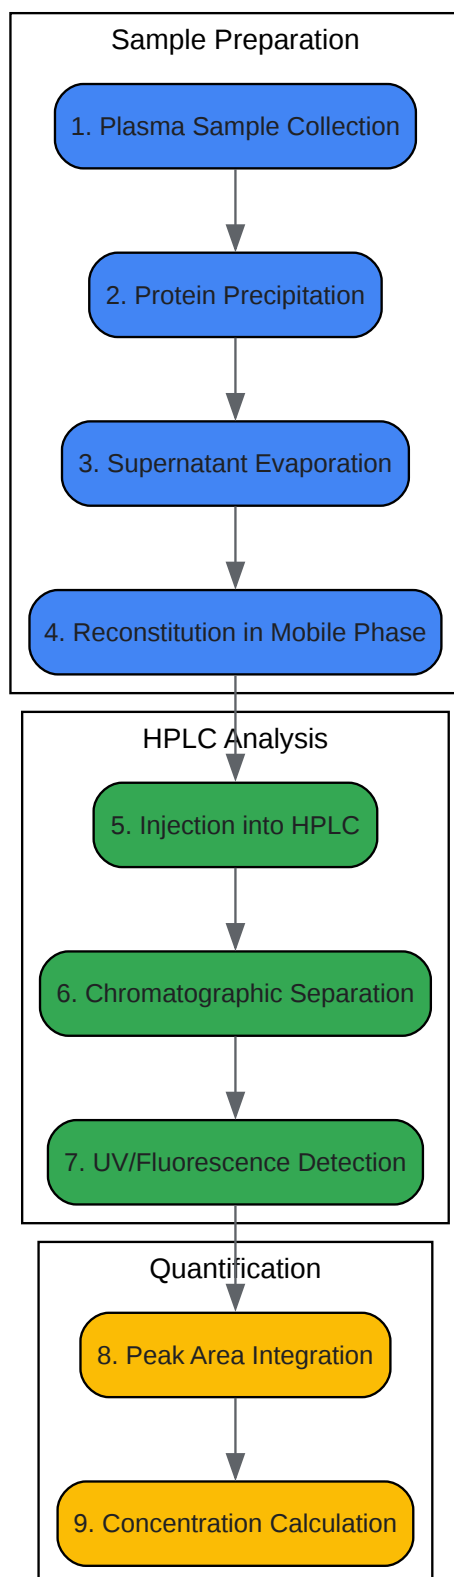 Sample Preparation
1. Plasma Sample Collection
2. Protein Precipitation
3. Supernatant Evaporation
4. Reconstitution in Mobile Phase
HPLC Analysis
5. Injection into HPLC
6. Chromatographic Separation
7. UV/Fluorescence Detection
Quantification
8. Peak Area Integration
9. Concentration Calculation